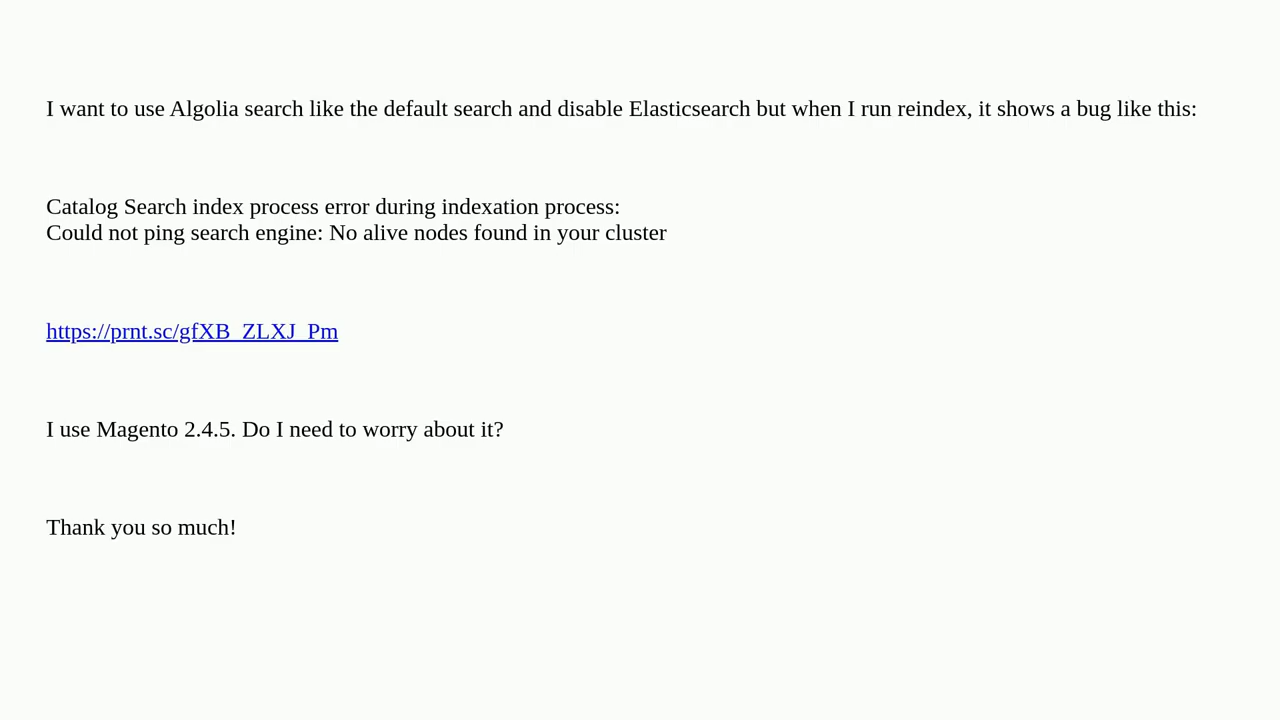 I want to use Algolia search like the default search and disable Elasticsearch but when I run reindex, it shows a bug like this:
Catalog Search index process error during indexation process:
Could not ping search engine: No alive nodes found in your cluster
https://prnt.sc/gfXB_ZLXJ_Pm
I use Magento 2.4.5. Do I need to worry about it?
Thank you so much!